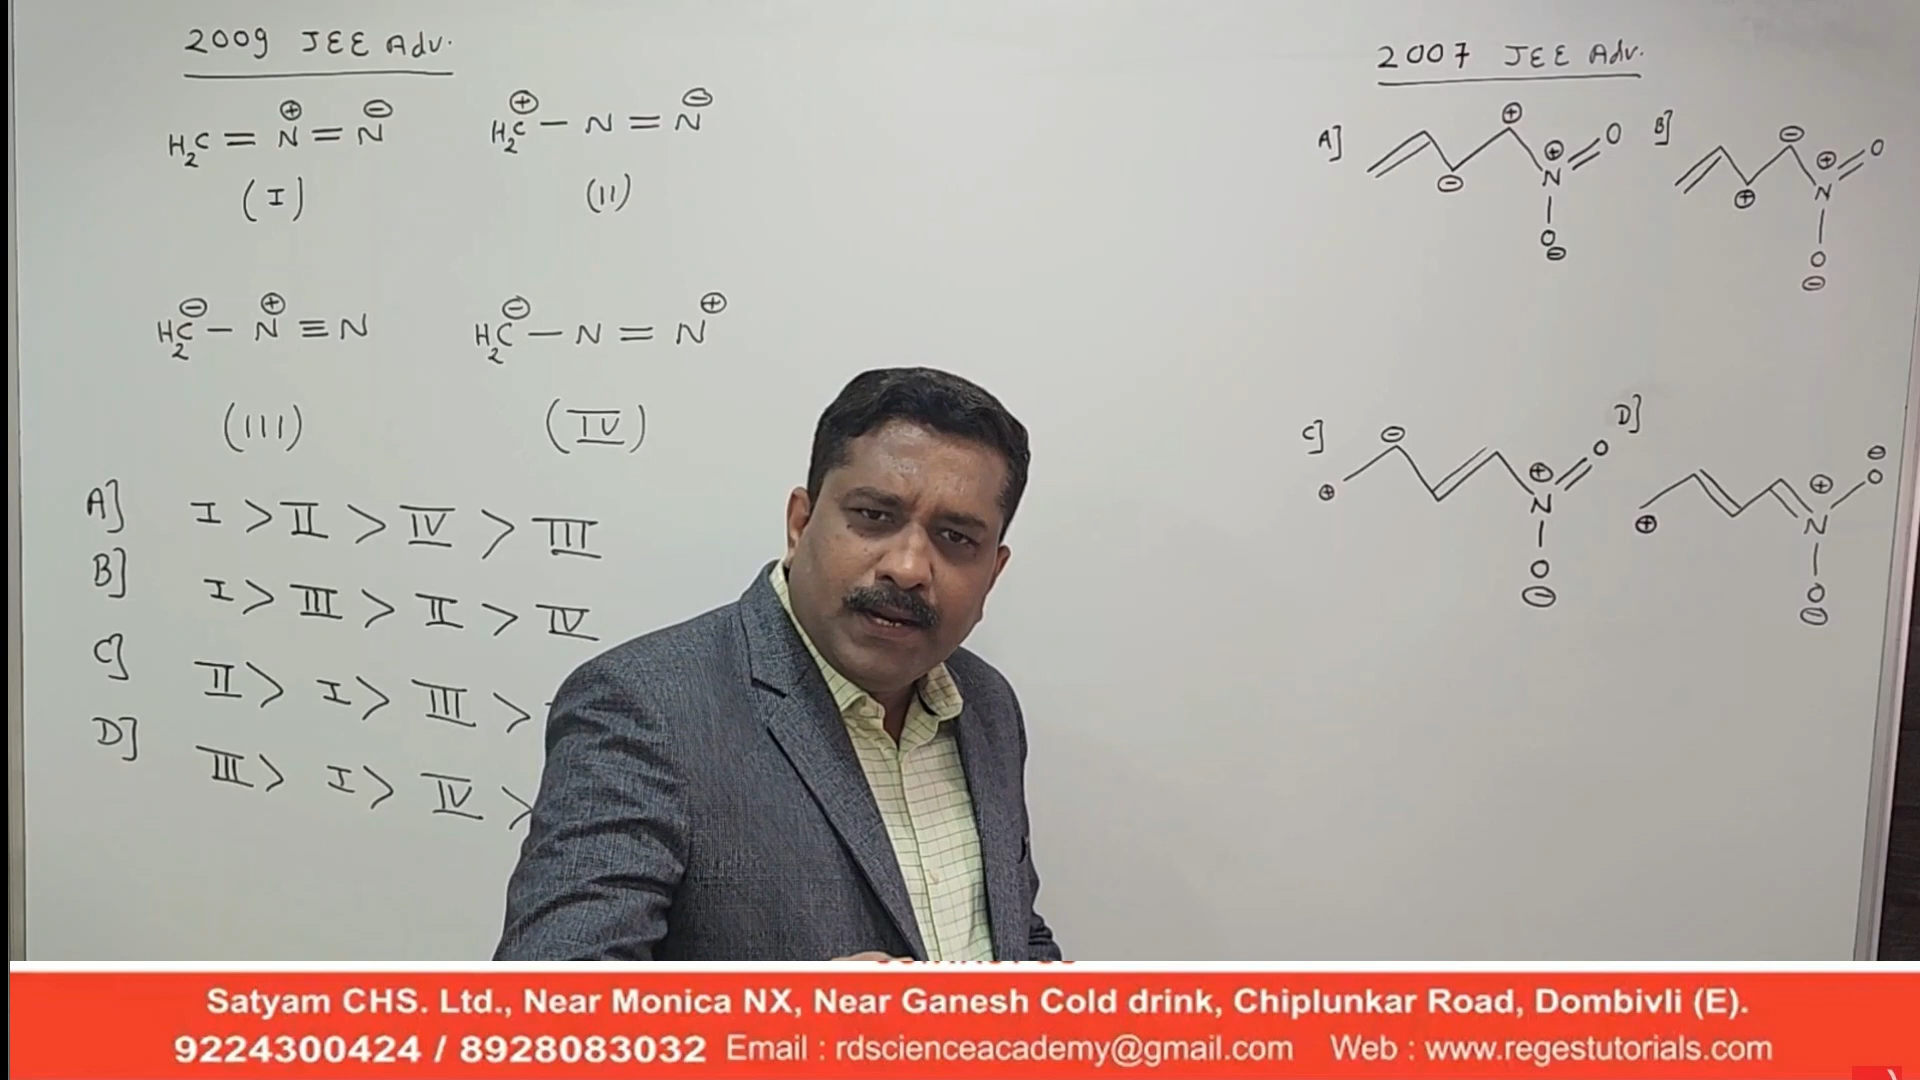 2009 JEE Adv.
H2C = N⊕ = N⊖
(I)
H2C⊕ - N = N⊖
(II)
H2C⊖ - N⊕ ≡ N
(III)
H2C⊖ - N = N⊕
(IV)
A] I > II > IV > III
B] I > III > II > IV
C] II > I > III >
D] III > I > IV >
2007 JEE Adv.
A] ⊖ ⊕ N⊕ O O⊖
B] ⊕ ⊖ N⊕ O O⊖
C] ⊕ ⊖ N⊕ O O⊖
D] ⊕ N⊕ O⊖ O⊖
Satyam CHS. Ltd., Near Monica NX, Near Ganesh Cold drink, Chiplunkar Road, Dombivli (E).
9224300424 / 8928083032 Email : rdscienceacademy@gmail.com Web : www.regestutorials.com